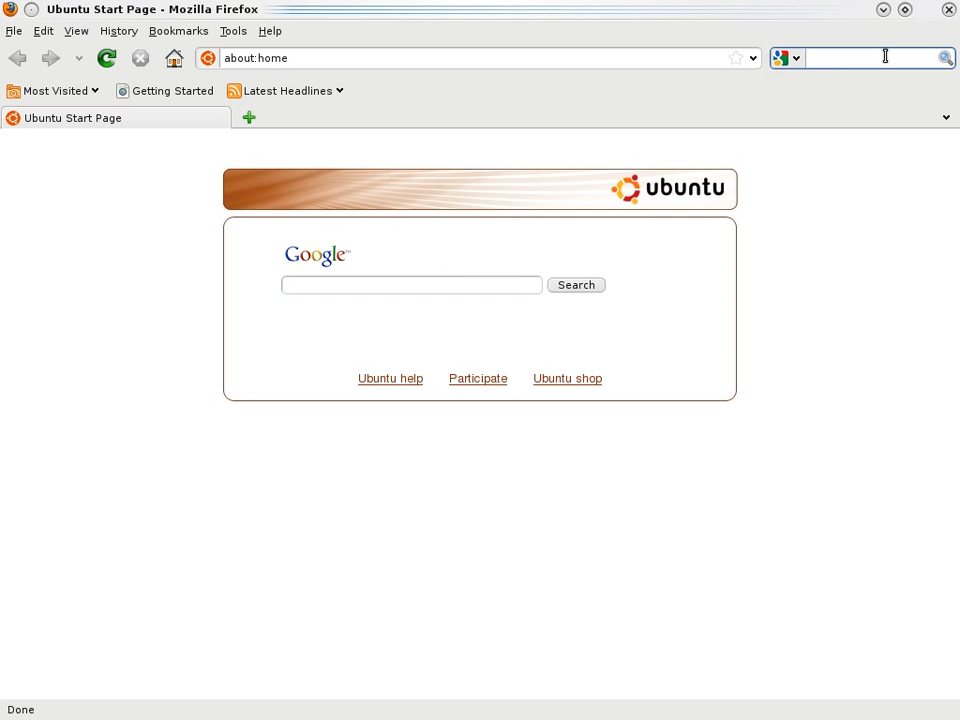 Ubuntu Start Page - Mozilla Firefox
File Edit View History Bookmarks Tools Help
about:home
Most Visited Getting Started Latest Headlines
Ubuntu Start Page
ubuntu
Google™
Search
Ubuntu help Participate Ubuntu shop
Done